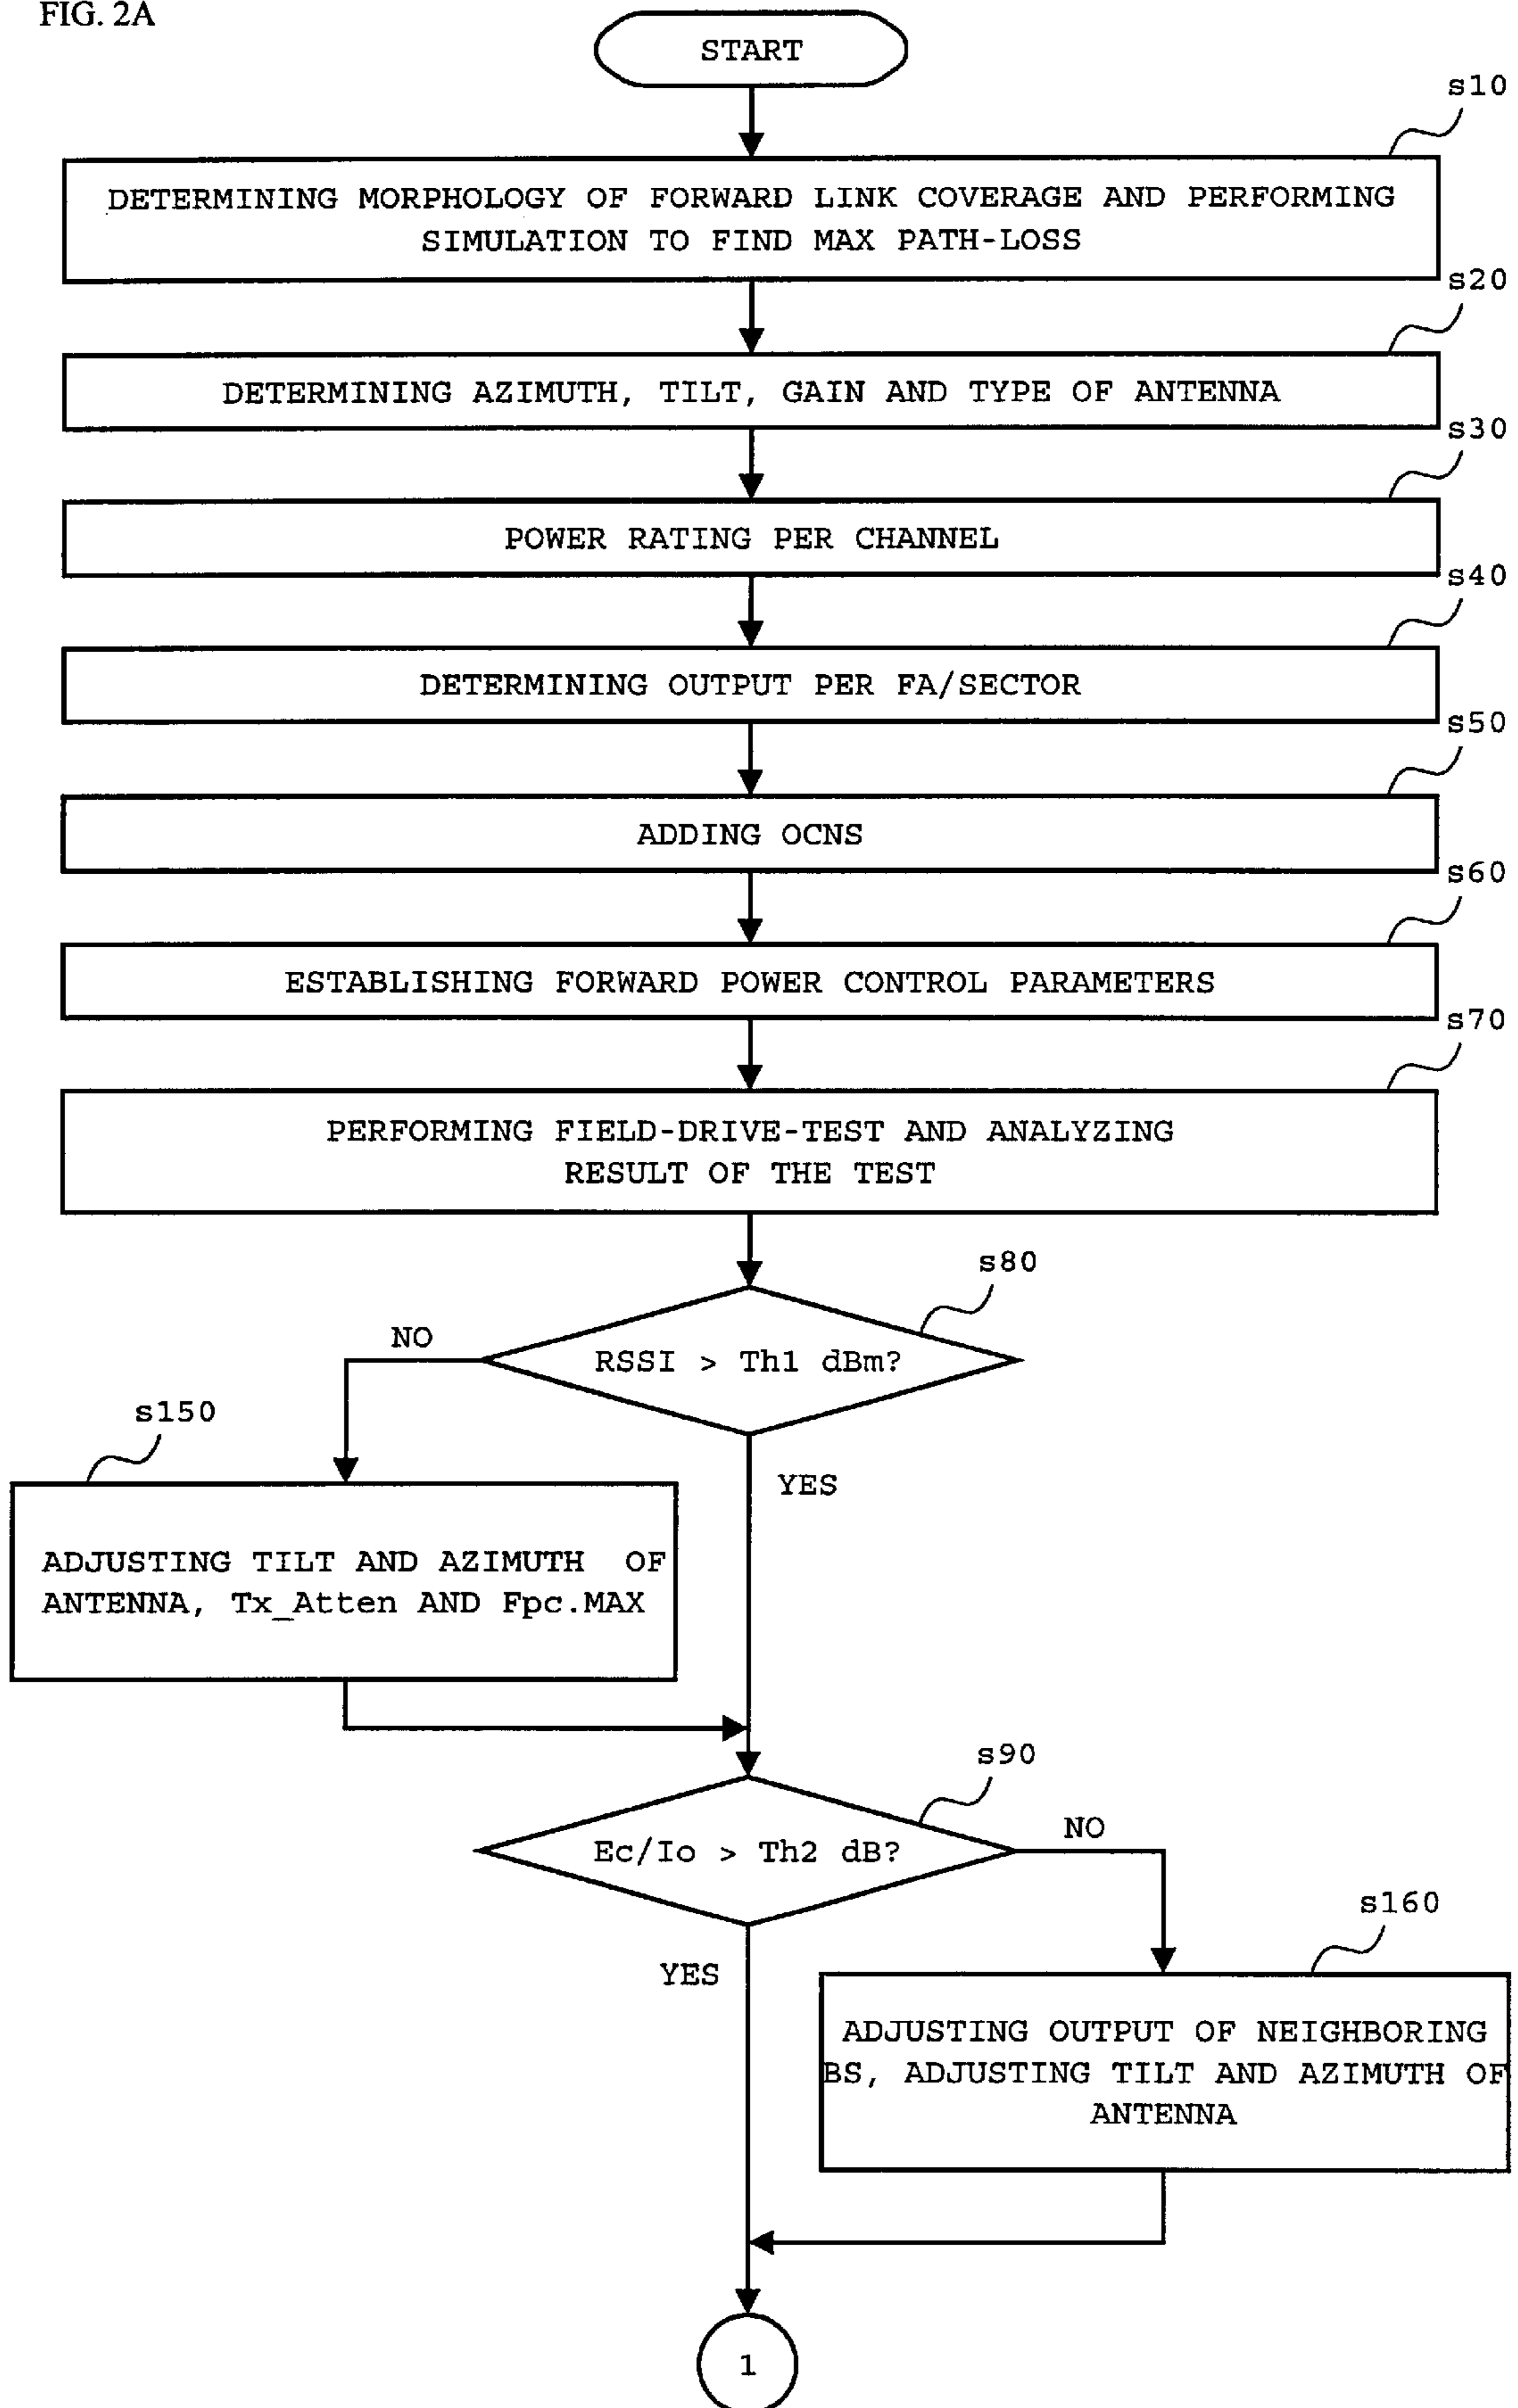 FIG. 2A
START
s10
DETERMINING MORPHOLOGY OF FORWARD LINK COVERAGE AND PERFORMING
SIMULATION TO FIND MAX PATH-LOSS
s20
DETERMINING AZIMUTH, TILT, GAIN AND TYPE OF ANTENNA
s30
POWER RATING PER CHANNEL
s40
DETERMINING OUTPUT PER FA/SECTOR
s50
ADDING OCNS
s60
ESTABLISHING FORWARD POWER CONTROL PARAMETERS
s70
PERFORMING FIELD-DRIVE-TEST AND ANALYZING
RESULT OF THE TEST
s80
NO
RSSI > Th1 dBm?
s150
YES
ADJUSTING TILT AND AZIMUTH OF
ANTENNA, Tx_Atten AND Fpc.MAX
s90
NO
Ec/Io > Th2 dB?
s160
YES
ADJUSTING OUTPUT OF NEIGHBORING
BS, ADJUSTING TILT AND AZIMUTH OF
ANTENNA
1